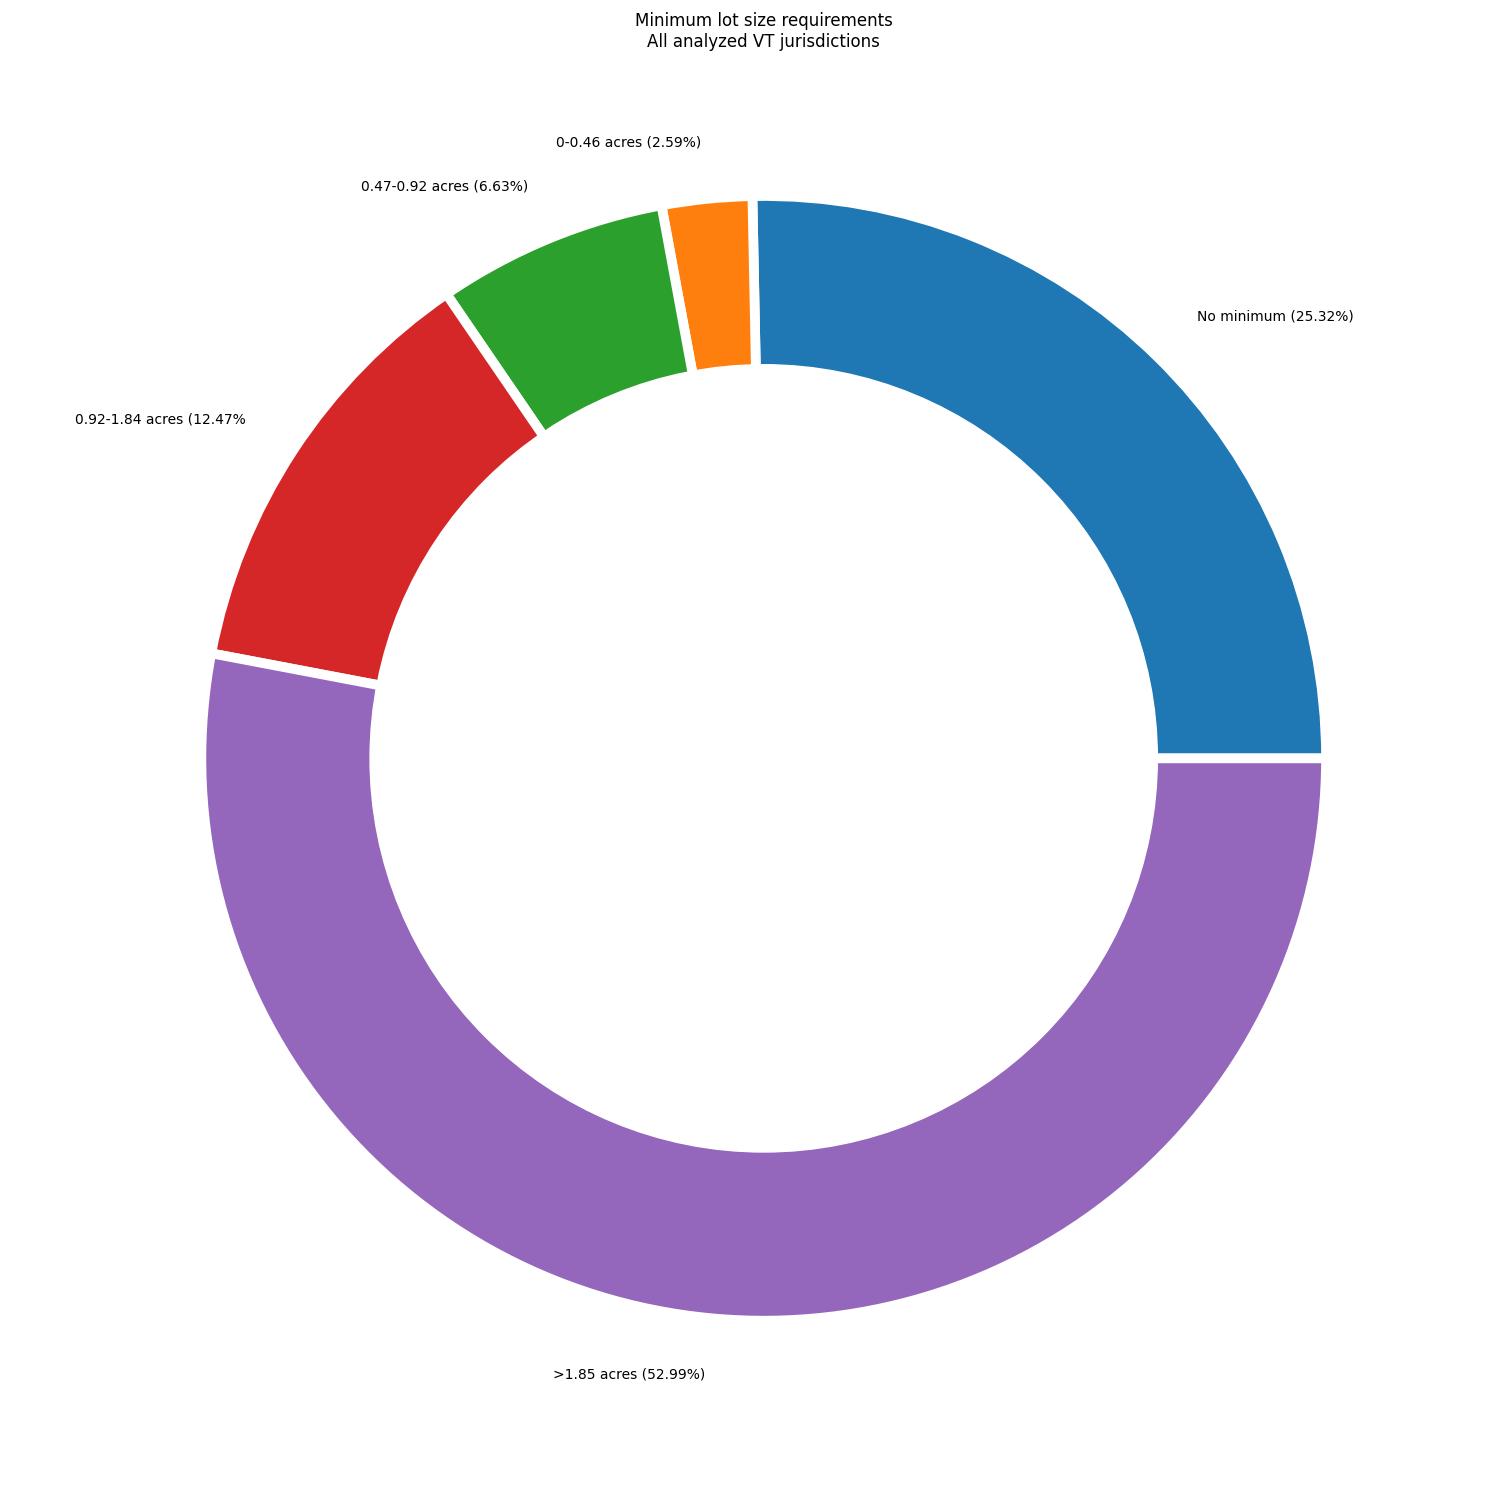 Minimum lot size requirements
All analyzed VT jurisdictions
0-0.46 acres (2.59%)
0.47-0.92 acres (6.63%)
No minimum (25.32%)
0.92-1.84 acres (12.47%
>1.85 acres (52.99%)